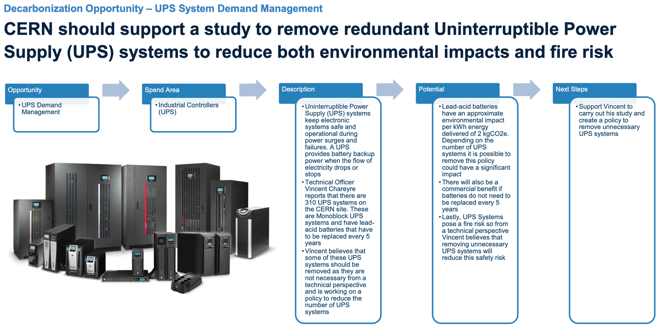 Decarbonization Opportunity – UPS System Demand Management
CERN should support a study to remove redundant Uninterruptible Power
Supply (UPS) systems to reduce both environmental impacts and fire risk
Opportunity
• UPS Demand
Management
Spend Area
• Industrial Controllers
(UPS)
Description
• Uninterruptible Power
Supply (UPS) systems
keep electronic
systems safe and
operational during
power surges and
failures. A UPS
provides battery backup
power when the flow of
electricity drops or
stops
• Technical Officer
Vincent Chareyre
reports that there are
310 UPS systems on
the CERN site. These
are Monoblock UPS
systems and have lead-
acid batteries that have
to be replaced every 5
years
• Vincent believes that
some of these UPS
systems should be
removed as they are
not necessary from a
technical perspective
and is working on a
policy to reduce the
number of UPS
systems
Potential
• Lead-acid batteries
have an approximate
environmental impact
per kWh energy
delivered of 2 kgCO2e.
Depending on the
number of UPS
systems it is possible to
remove this policy
could have a significant
impact
• There will also be a
commercial benefit if
batteries do not need to
be replaced every 5
years
• Lastly, UPS Systems
pose a fire risk so from
a technical perspective
Vincent believes that
removing unnecessary
UPS systems will
reduce this safety risk
Next Steps
• Support Vincent to
carry out his study and
create a policy to
remove unnecessary
UPS systems